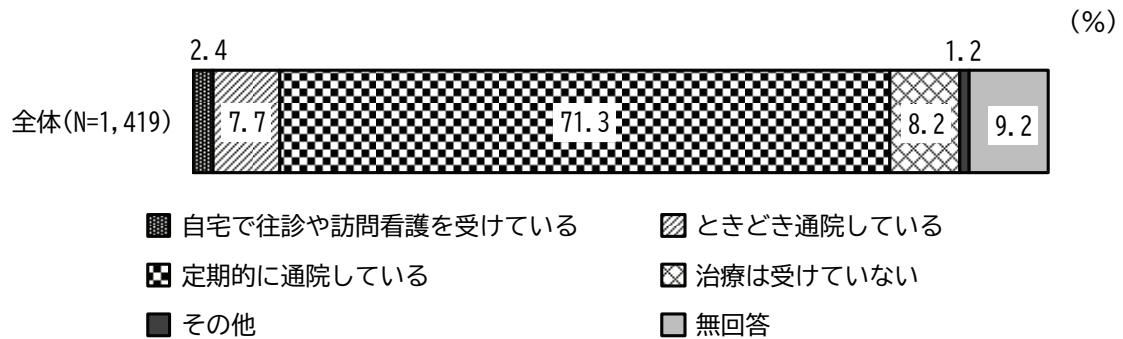 (%)
2.4 1.2
全体(N=1,419) 7.7 71.3 8.2 9.2
自宅で往診や訪問看護を受けている ときどき通院している
定期的に通院している 治療は受けていない
その他 無回答